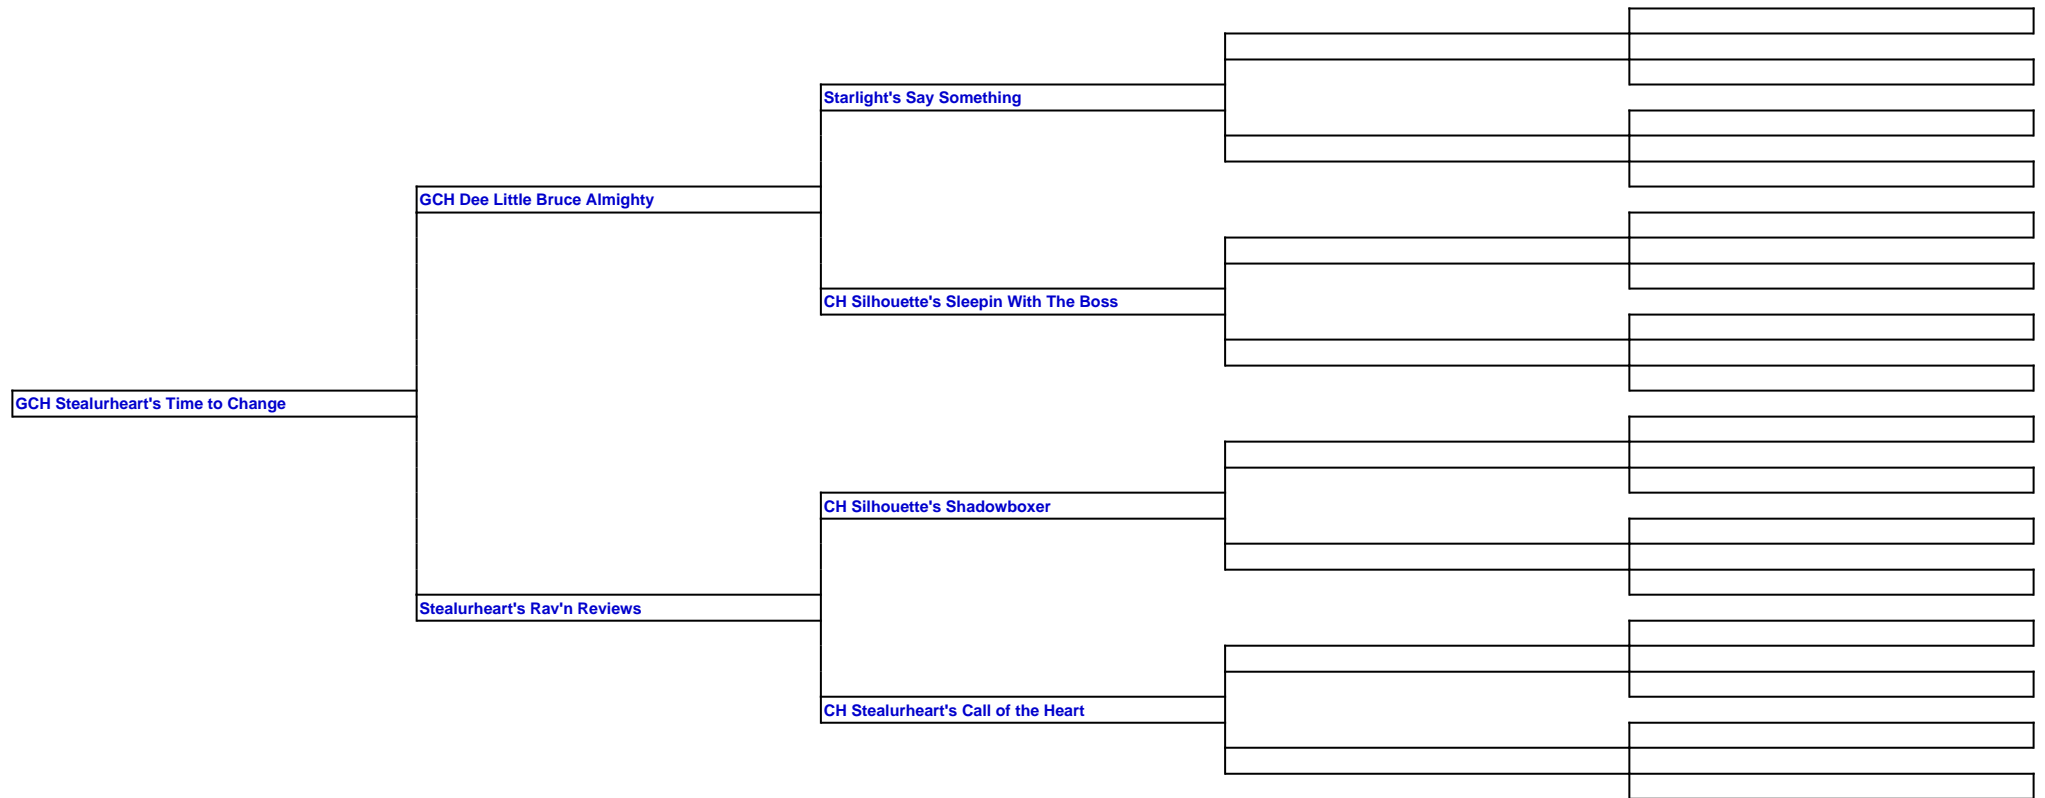 Starlight's Say Something
GCH Dee Little Bruce Almighty
CH Silhouette's Sleepin With The Boss
GCH Stealurheart's Time to Change
CH Silhouette's Shadowboxer
Stealurheart's Rav'n Reviews
CH Stealurheart's Call of the Heart